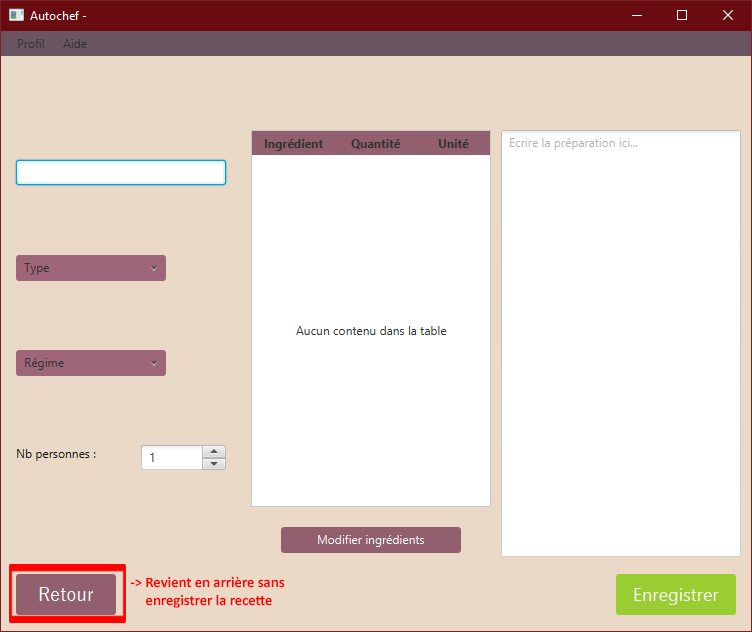 Autochef -
Profil Aide
Ingrédient Quantité Unité
Ecrire la préparation ici...
Type
Aucun contenu dans la table
Régime
Nb personnes : 1
Modifier ingrédients
Retour
-> Revient en arrière sans
enregistrer la recette
Enregistrer